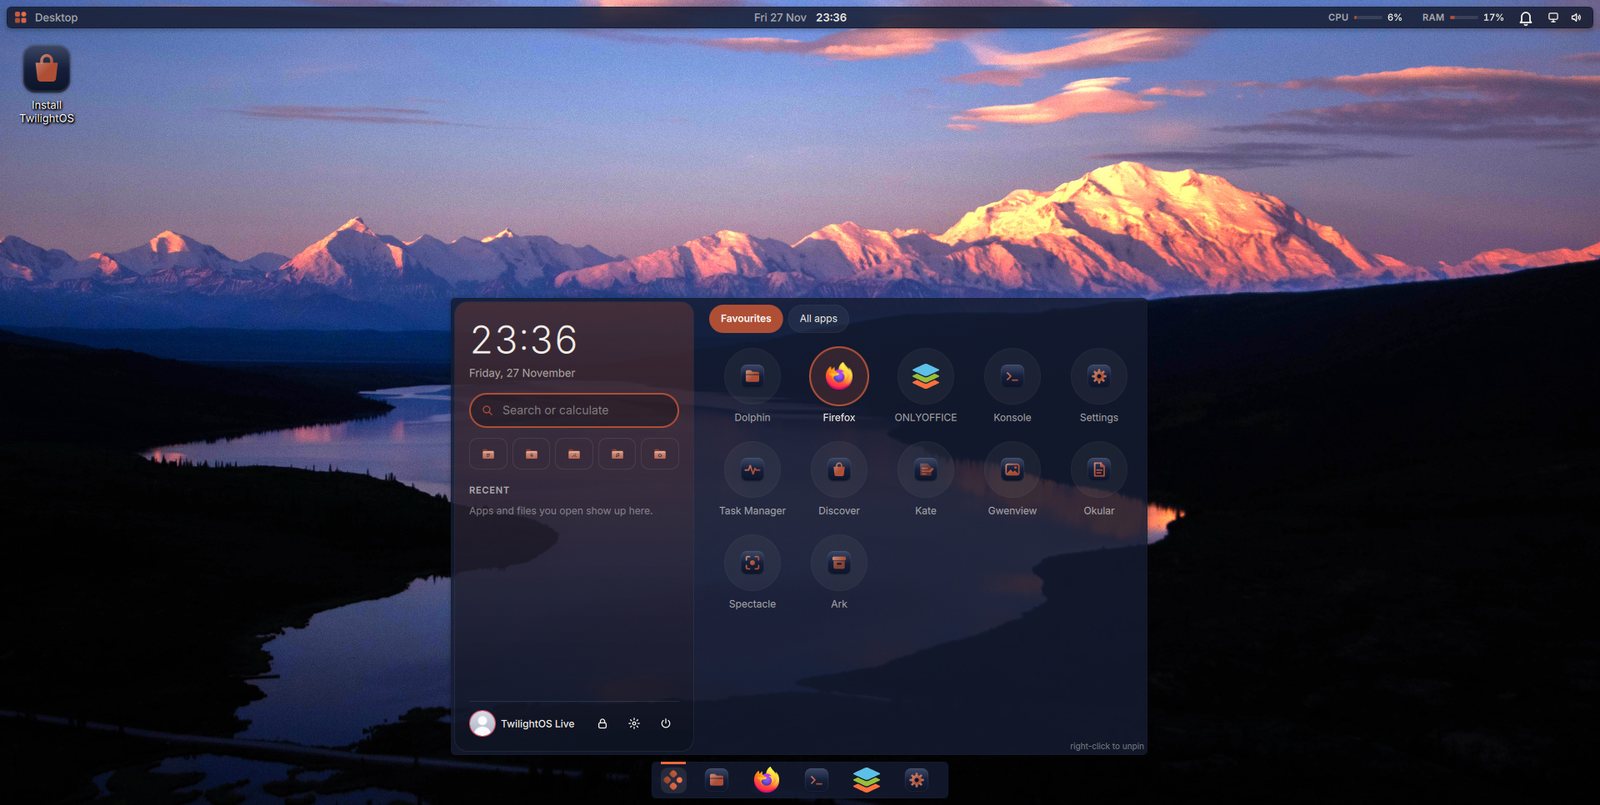 Desktop
Fri 27 Nov 23:36
CPU 6% RAM 17%
Install
TwilightOS
23:36
Friday, 27 November
Search or calculate
RECENT
Apps and files you open show up here.
TwilightOS Live
Favourites All apps
Dolphin Firefox ONLYOFFICE Konsole Settings
Task Manager Discover Kate Gwenview Okular
Spectacle Ark
right-click to unpin